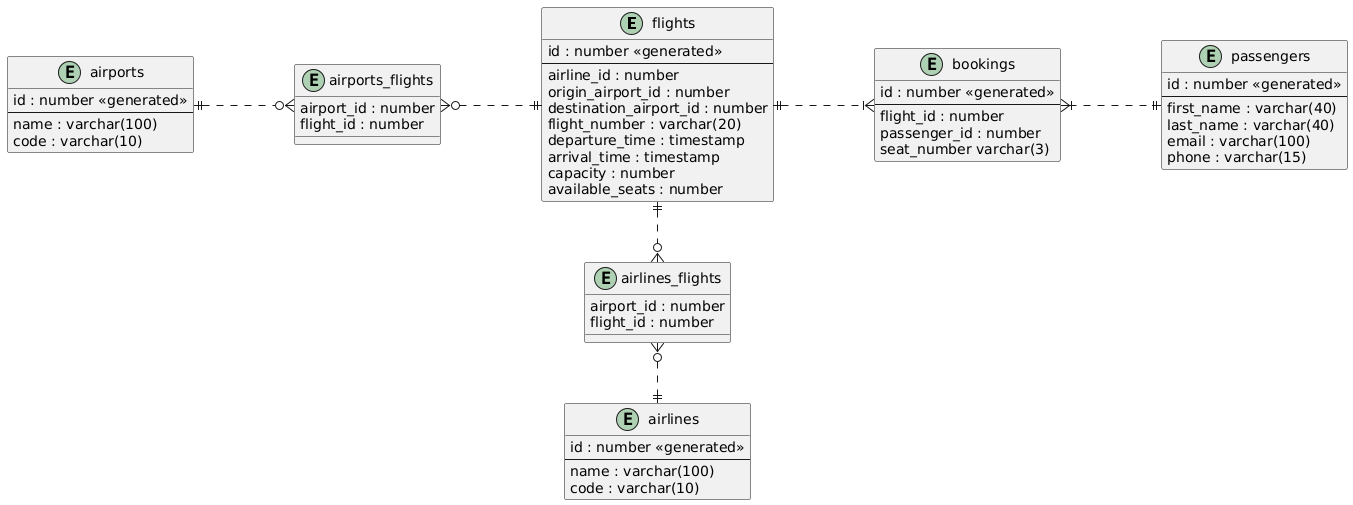 E airports
id : number «generated»
name : varchar(100)
code : varchar(10)
E airports_flights
airport_id : number
flight_id : number
E flights
id : number «generated»
airline_id : number
origin_airport_id : number
destination_airport_id : number
flight_number : varchar(20)
departure_time : timestamp
arrival_time : timestamp
capacity : number
available_seats : number
E bookings
id : number «generated»
flight_id : number
passenger_id : number
seat_number varchar(3)
E passengers
id : number «generated»
first_name : varchar(40)
last_name : varchar(40)
email : varchar(100)
phone : varchar(15)
E airlines_flights
airport_id : number
flight_id : number
E airlines
id : number «generated»
name : varchar(100)
code : varchar(10)